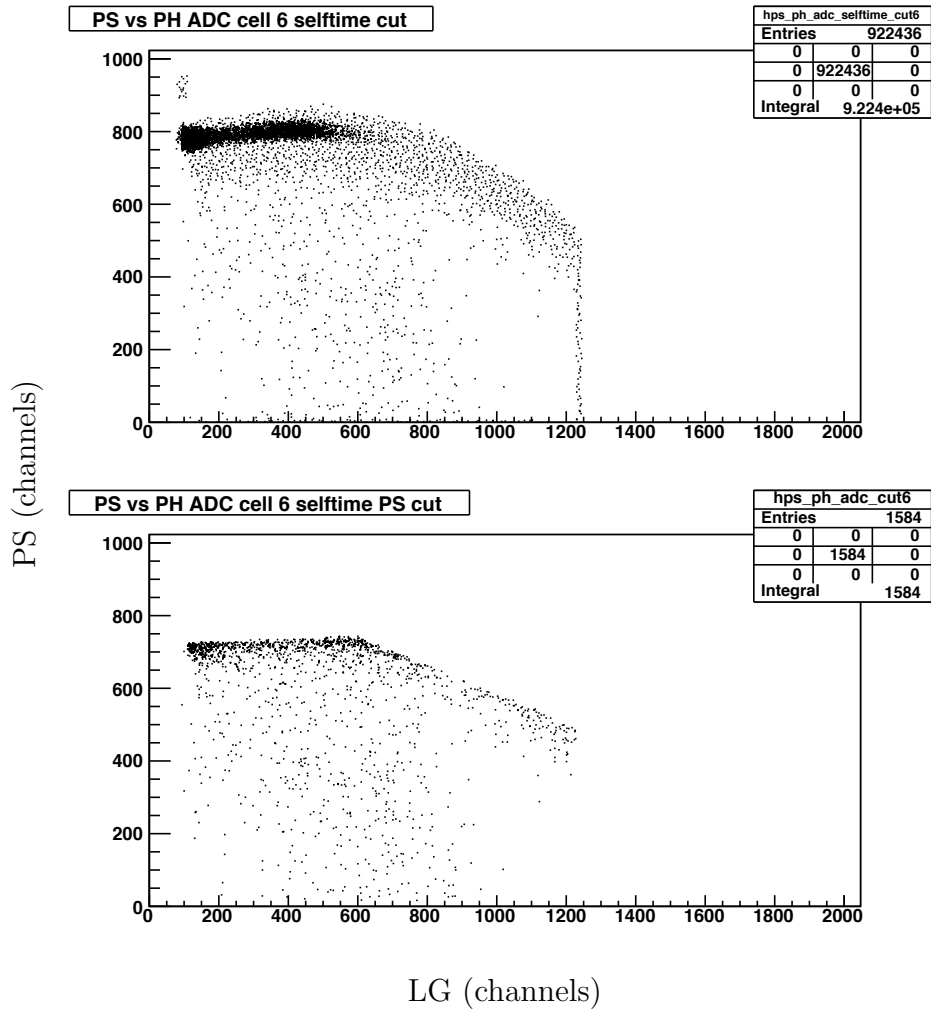 PS vs PH ADC cell 6 selftime cut
hps_ph_adc_selftime_cut6
Entries 922436
0 0 0
0 922436 0
0 0 0
Integral 9.224e+05
1000
800
600
400
200
0
0 200 400 600 800 1000 1200 1400 1600 1800 2000
PS (channels)
PS vs PH ADC cell 6 selftime PS cut
hps_ph_adc_cut6
Entries 1584
0 0 0
0 1584 0
0 0 0
Integral 1584
1000
800
600
400
200
0
0 200 400 600 800 1000 1200 1400 1600 1800 2000
LG (channels)